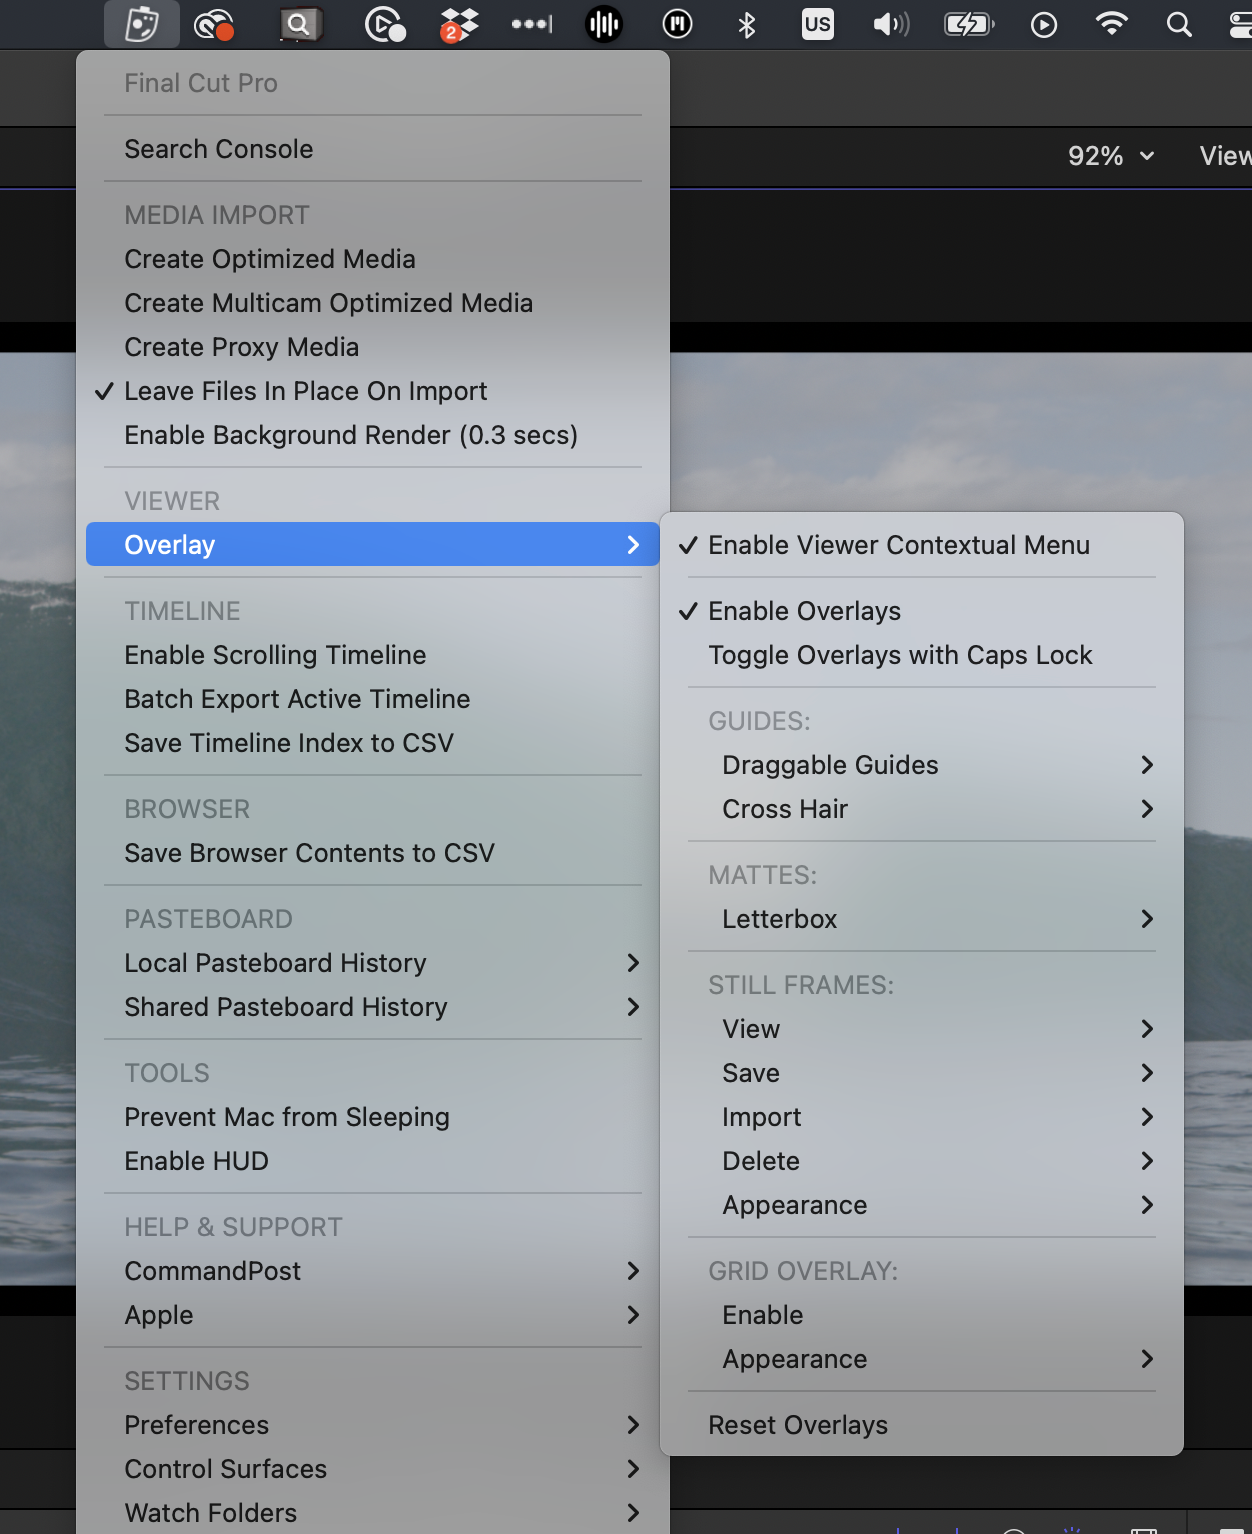 2
US
Final Cut Pro
92%
View
Search Console
MEDIA IMPORT
Create Optimized Media
Create Multicam Optimized Media
Create Proxy Media
Leave Files In Place On Import
Enable Background Render (0.3 secs)
VIEWER
Overlay
TIMELINE
Enable Scrolling Timeline
Batch Export Active Timeline
Save Timeline Index to CSV
BROWSER
Save Browser Contents to CSV
PASTEBOARD
Local Pasteboard History
Shared Pasteboard History
TOOLS
Prevent Mac from Sleeping
Enable HUD
HELP & SUPPORT
CommandPost
Apple
SETTINGS
Preferences
Control Surfaces
Watch Folders
Enable Viewer Contextual Menu
Enable Overlays
Toggle Overlays with Caps Lock
GUIDES:
Draggable Guides
Cross Hair
MATTES:
Letterbox
STILL FRAMES:
View
Save
Import
Delete
Appearance
GRID OVERLAY:
Enable
Appearance
Reset Overlays